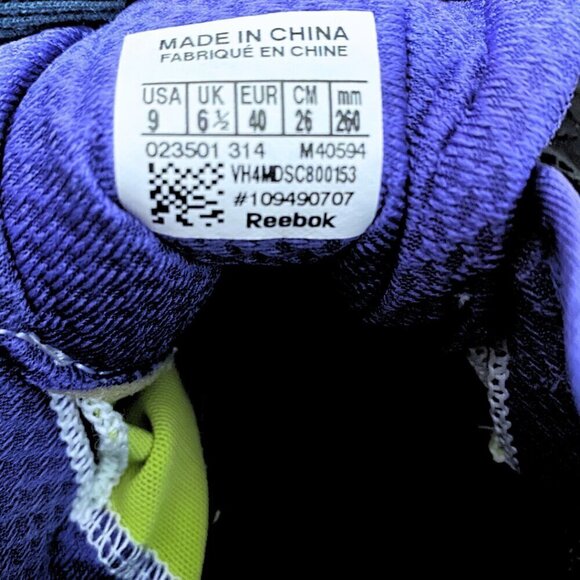 MADE IN CHINA
FABRIQUÉ EN CHINE
USA UK EUR CM mm
9 6 ½ 40 26 260
023501 314 M40594
VH4MDSC800153
#109490707
Reebok